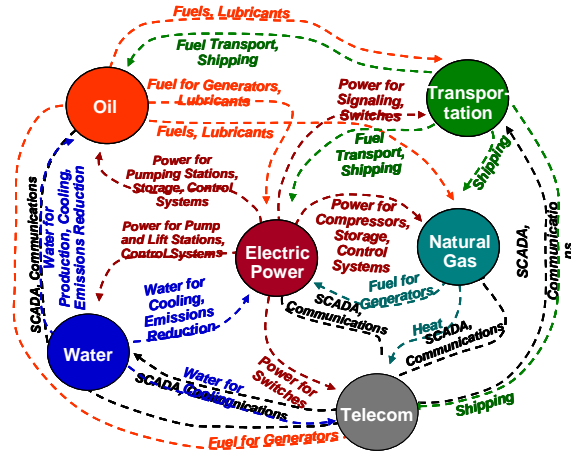 Fuels, Lubricants
Fuel Transport,
Shipping
Oil
Fuel for Generators,
Lubricants
Fuels, Lubricants
Power for
Signaling,
Switches
Transpor-
tation
Fuel Transport,
Shipping
Shipping
Power for
Pumping Stations,
Storage, Control
Systems
Power for Pump
and Lift Stations,
Control Systems
Electric
Power
Power for
Compressors,
Storage,
Control
Systems
Natural
Gas
SCADA,
Communicatio
ns
SCADA, Communications
Water for
Production, Cooling,
Emissions Reduction
Water for
Cooling,
Emissions
Reduction
Fuel for
Generators
SCADA,
Communications
Heat
SCADA,
Communications
Water
Water for
Cooling
SCADA, Communications
Power for
Switches
Telecom
Shipping
Fuel for Generators